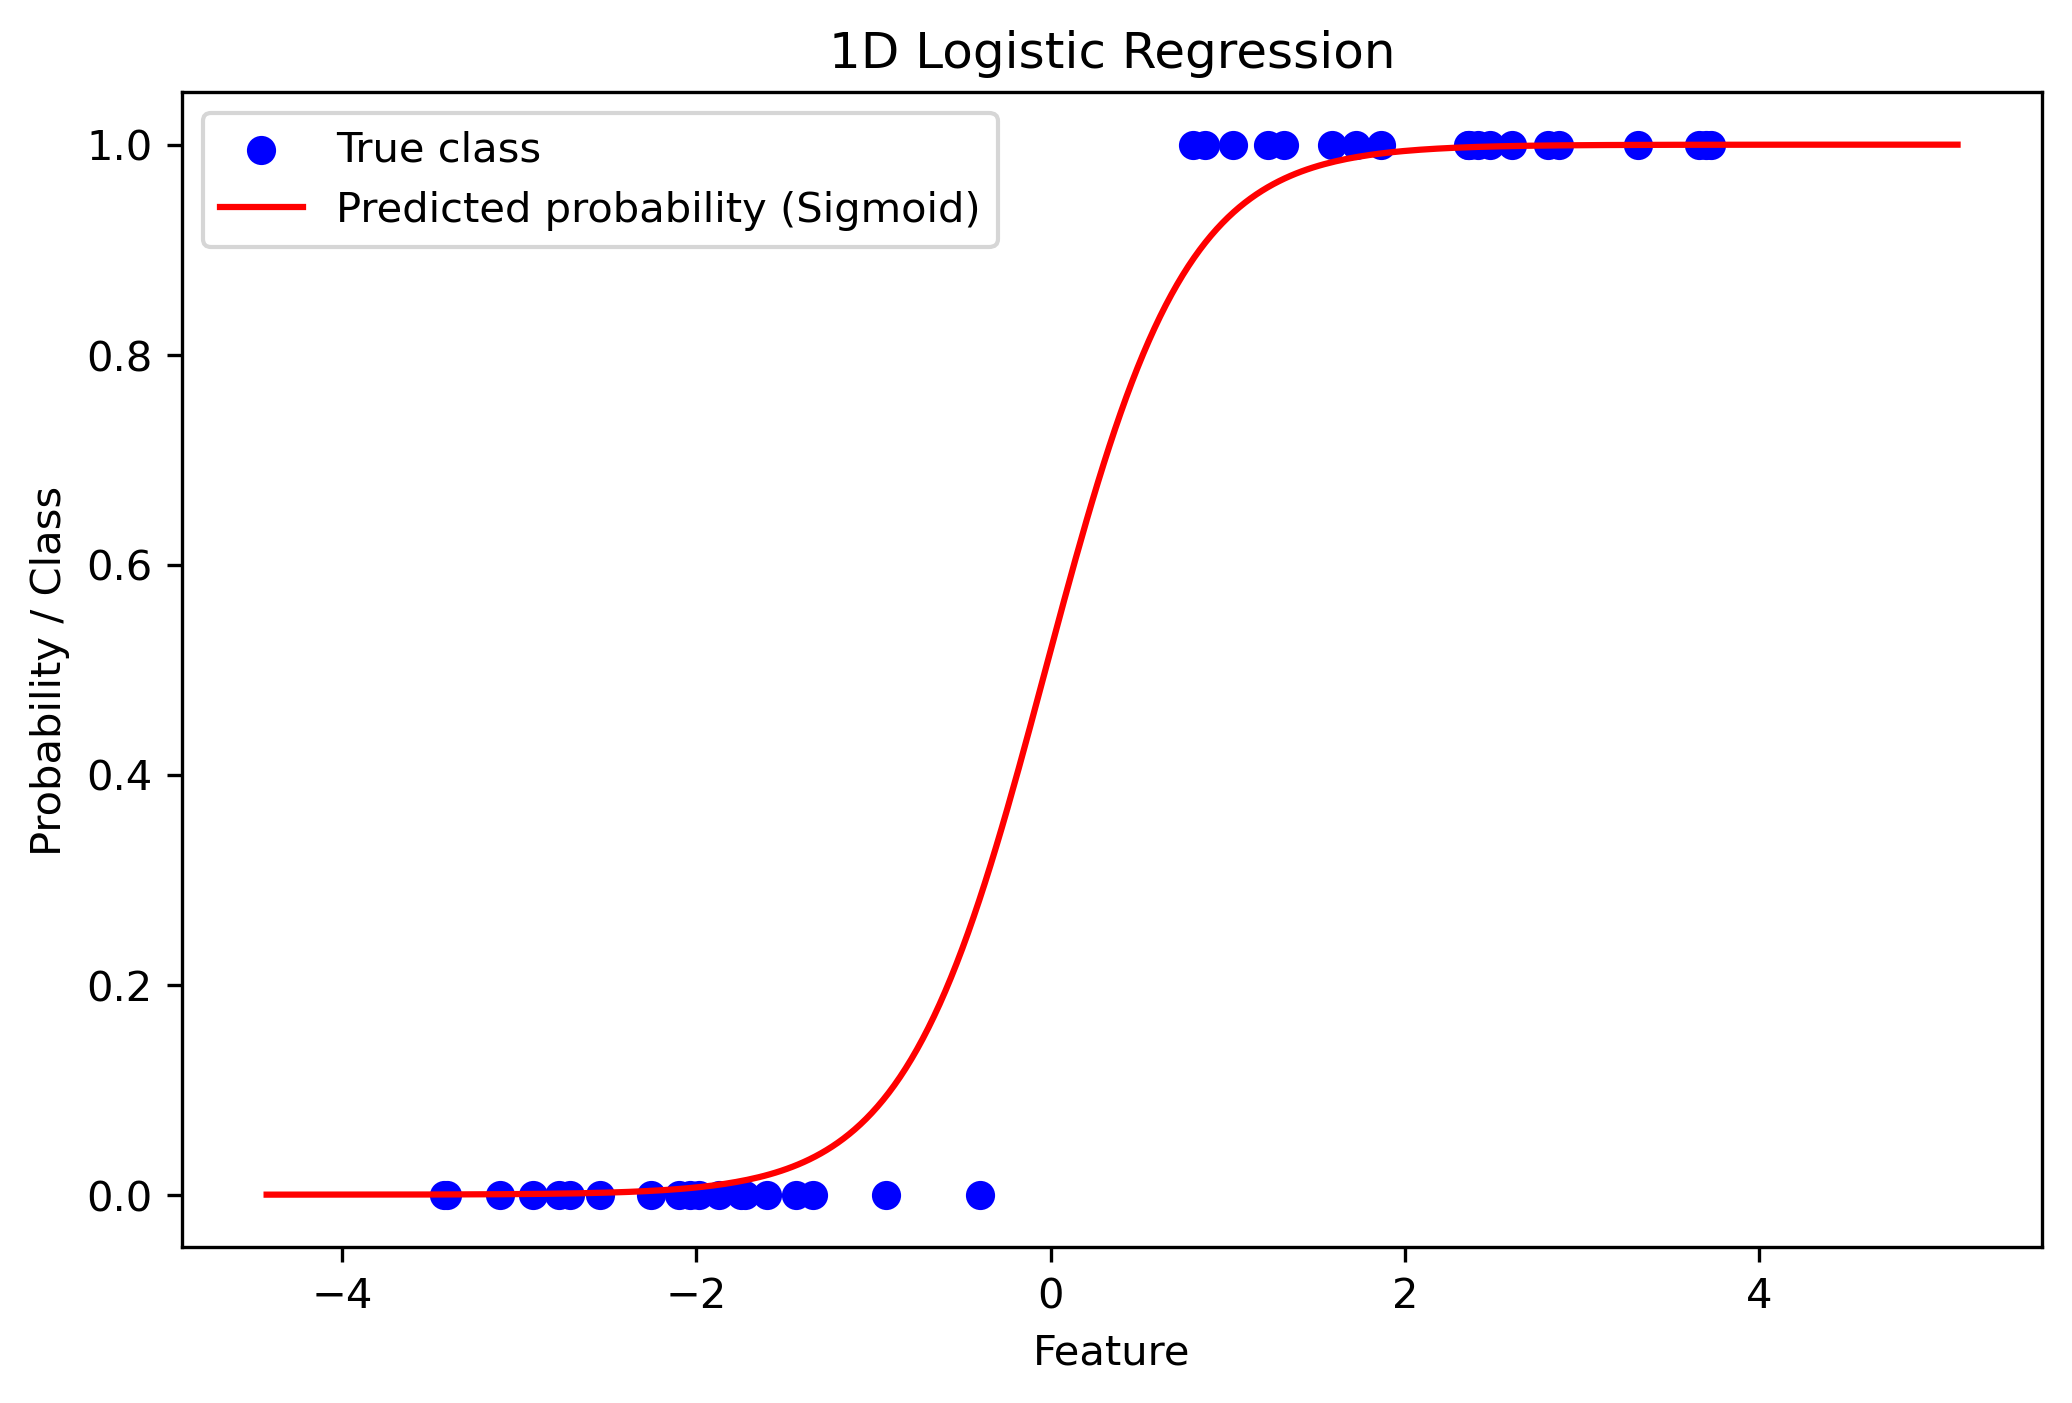 1D Logistic Regression
True class
Predicted probability (Sigmoid)
Probability / Class
1.0
0.8
0.6
0.4
0.2
0.0
−4 −2 0 2 4
Feature